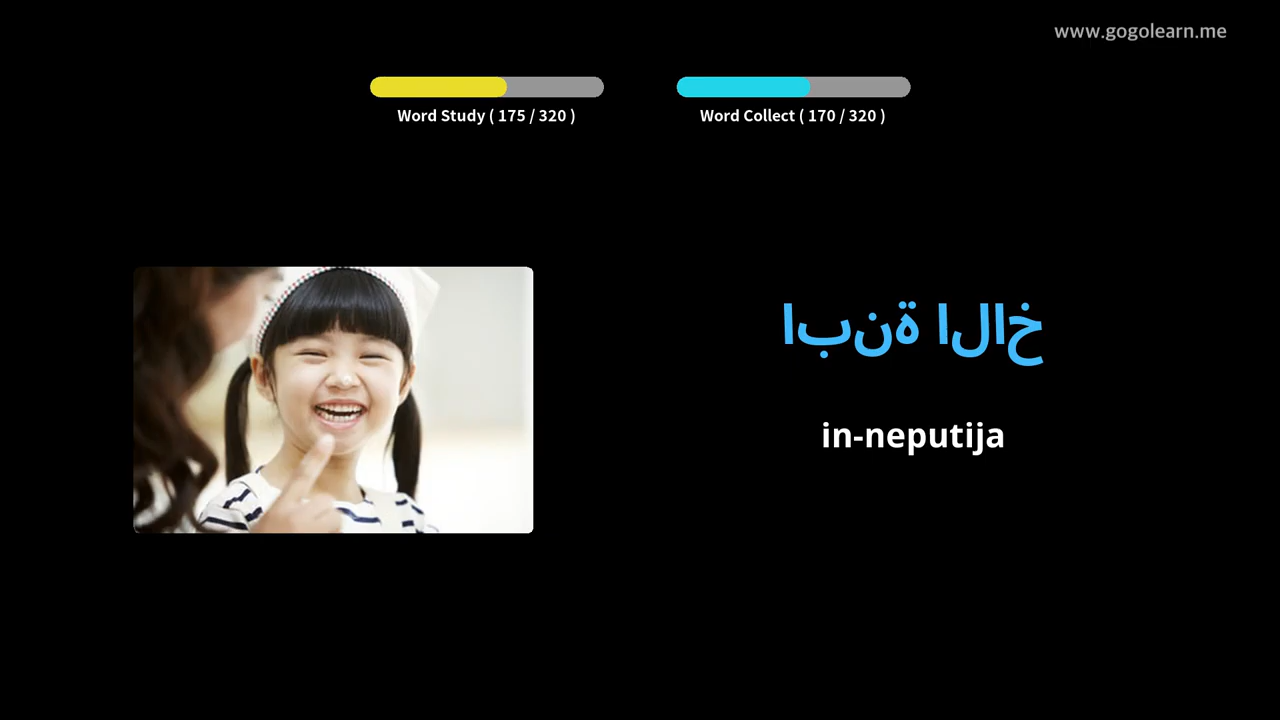 www.gogolearn.me
Word Study ( 175 / 320 )
Word Collect ( 170 / 320 )
ابنة الاخ
in-neputija